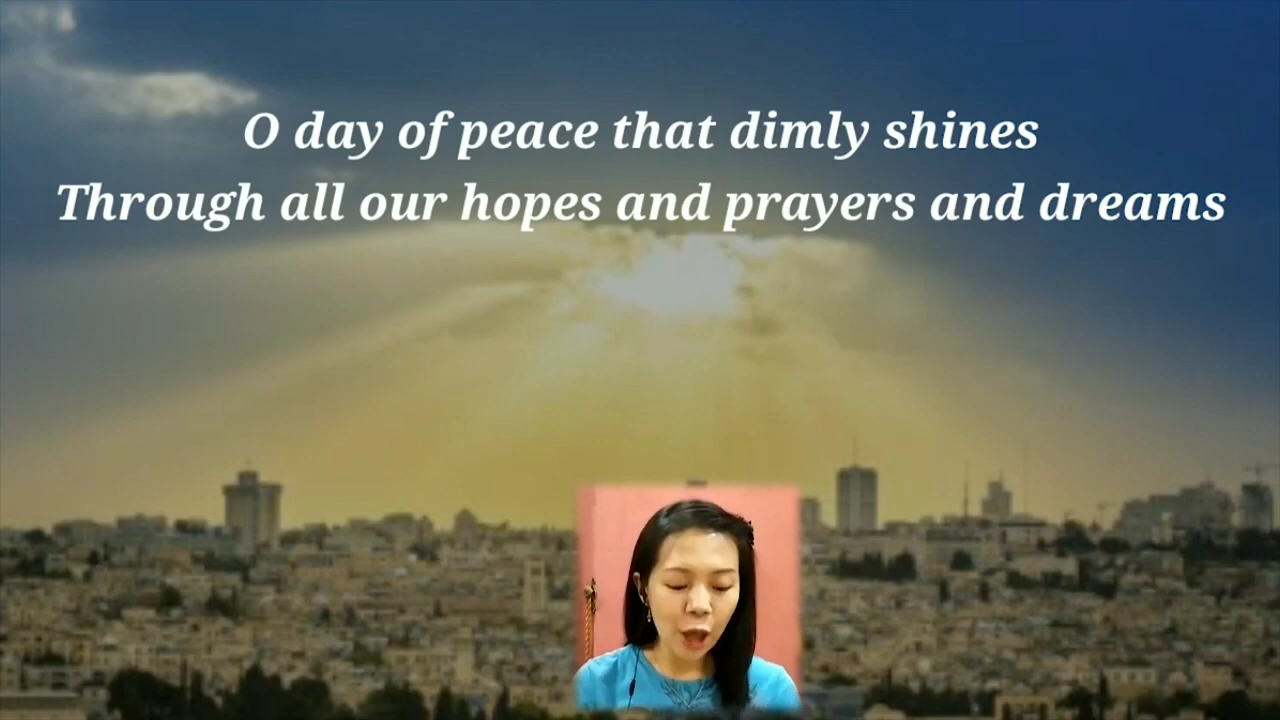 O day of peace that dimly shines
Through all our hopes and prayers and dreams